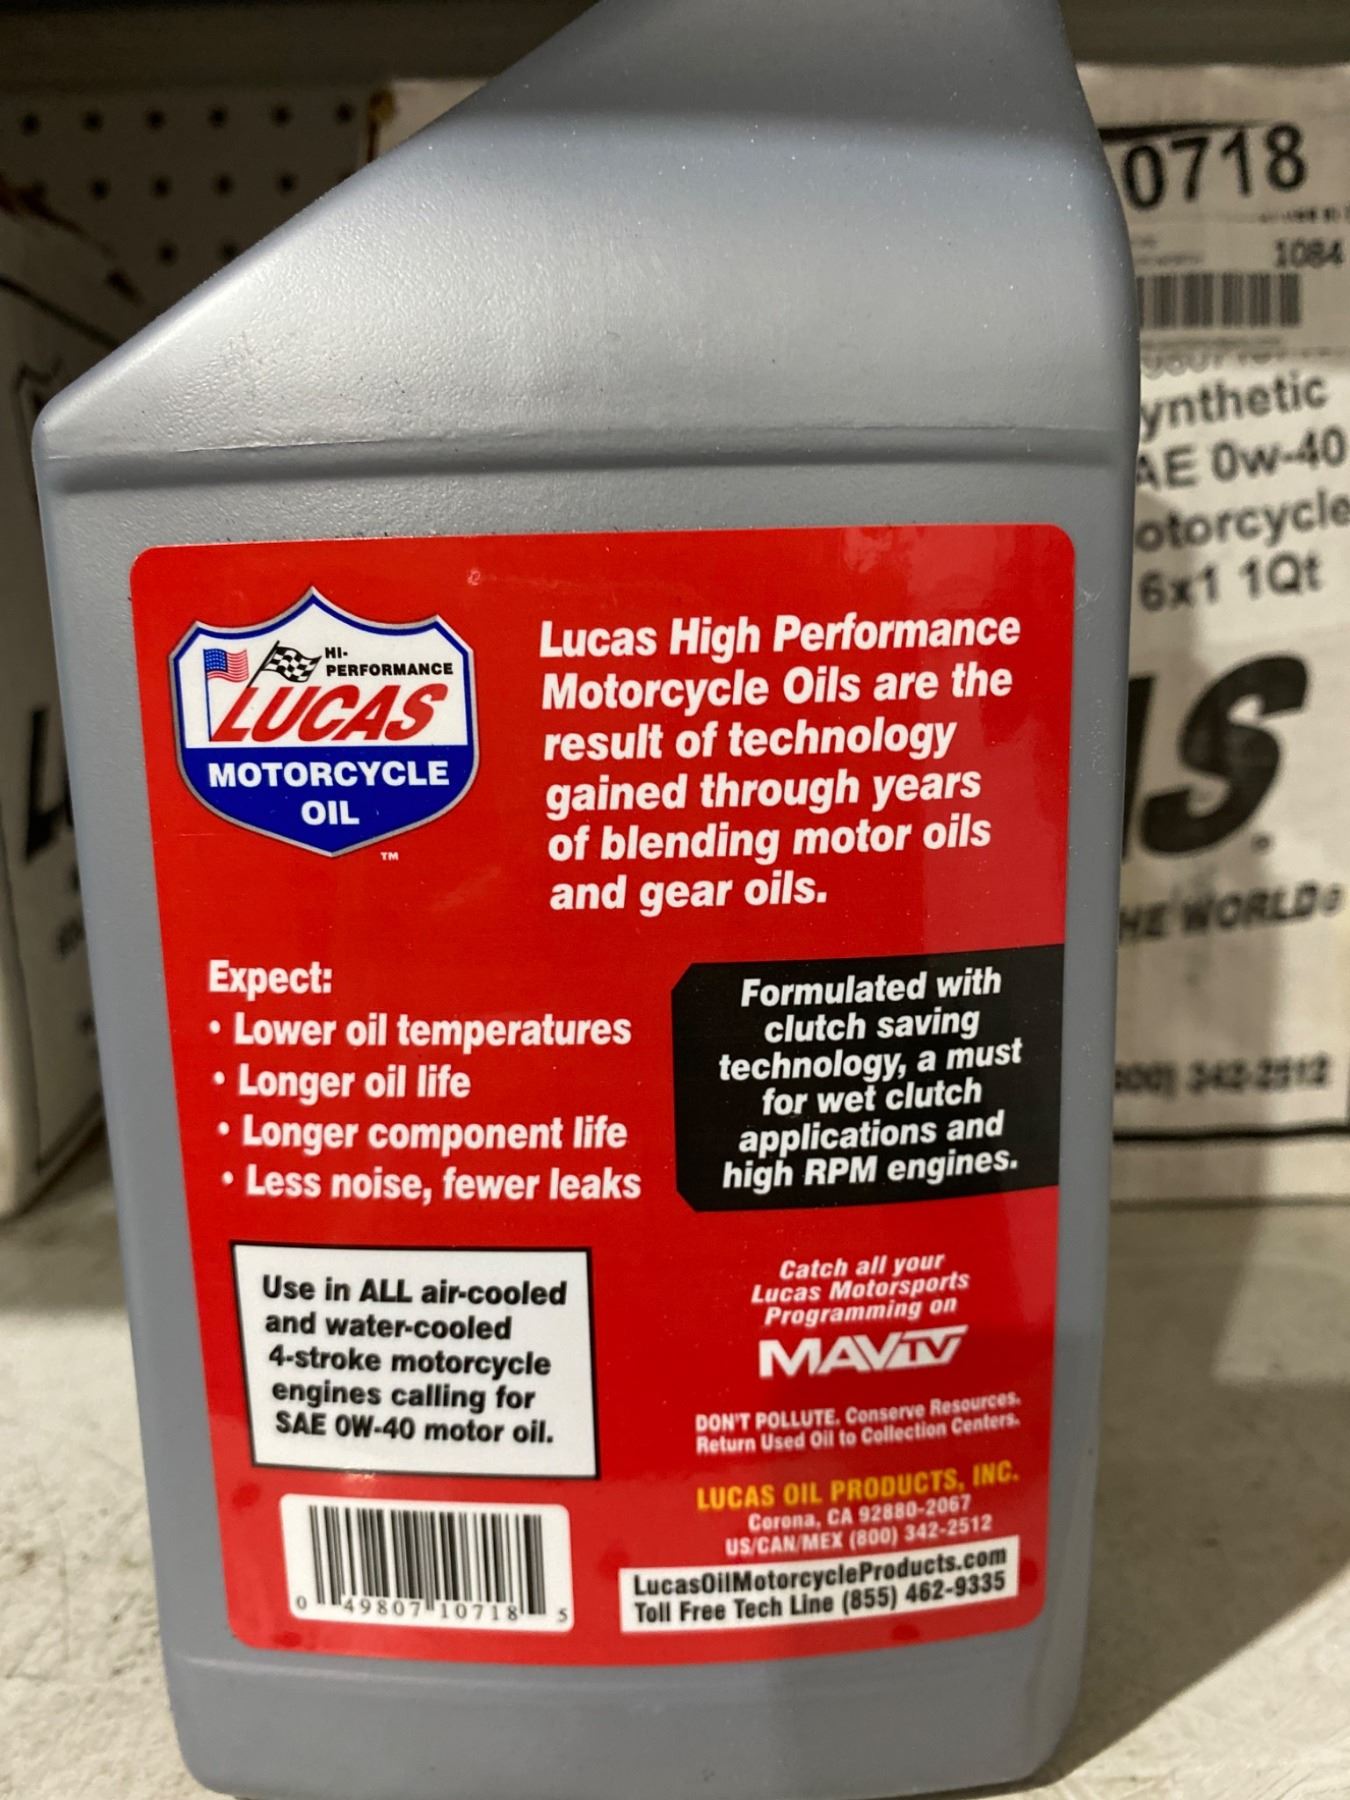 HI-
PERFORMANCE
LUCAS
MOTORCYCLE
OIL
TM
Lucas High Performance
Motorcycle Oils are the
result of technology
gained through years
of blending motor oils
and gear oils.
Expect:
• Lower oil temperatures
• Longer oil life
• Longer component life
• Less noise, fewer leaks
Formulated with
clutch saving
technology, a must
for wet clutch
applications and
high RPM engines.
Use in ALL air-cooled
and water-cooled
4-stroke motorcycle
engines calling for
SAE 0W-40 motor oil.
Catch all your
Lucas Motorsports
Programming on
MAVTV
DON'T POLLUTE. Conserve Resources.
Return Used Oil to Collection Centers.
LUCAS OIL PRODUCTS, INC.
Corona, CA 92880-2067
US/CAN/MEX (800) 342-2512
LucasOilMotorcycleProducts.com
Toll Free Tech Line (855) 462-9335
0 49807 10718 5
0718
1084
ynthetic
AE 0w-40
otorcycle
6x1 1Qt
AS.
HE WORLD®
800) 342-2512